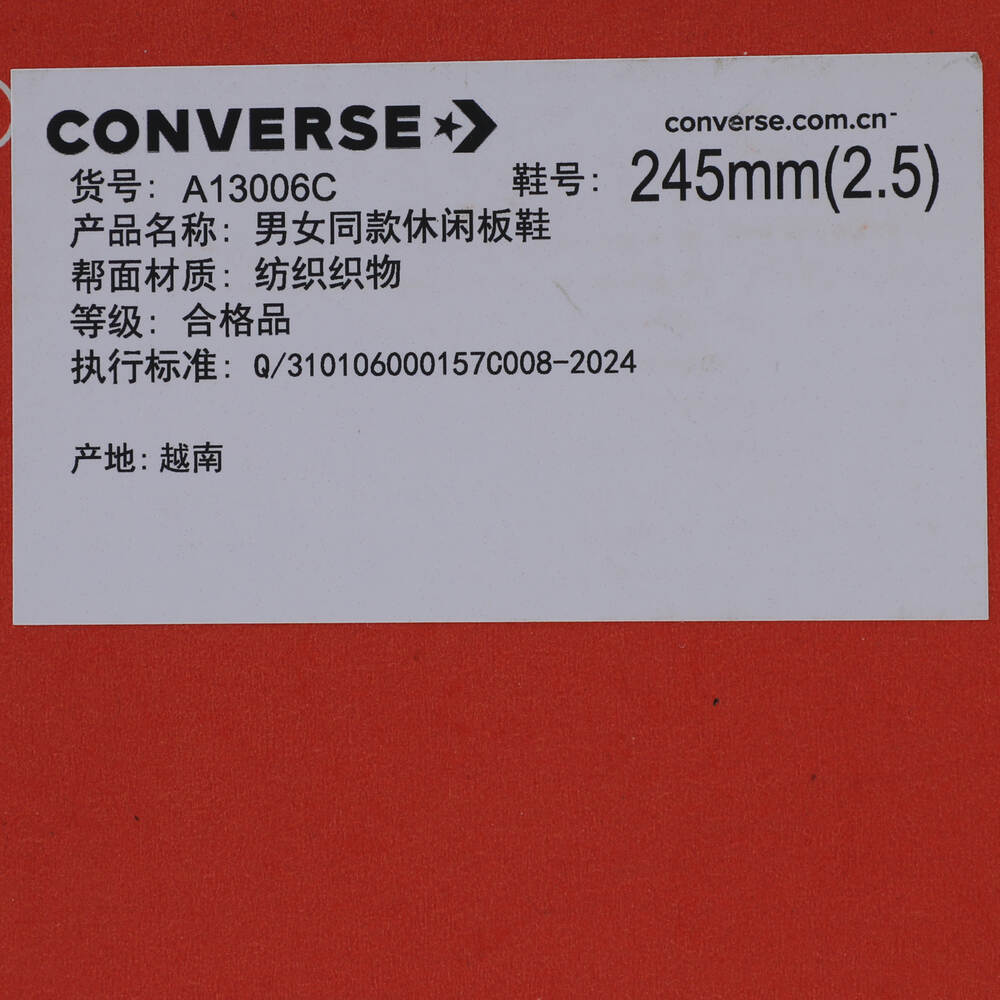 CONVERSE
converse.com.cn
货号: A13006C
鞋号: 245mm(2.5)
产品名称: 男女同款休闲板鞋
帮面材质: 纺织织物
等级: 合格品
执行标准: Q/310106000157C008-2024
产地: 越南